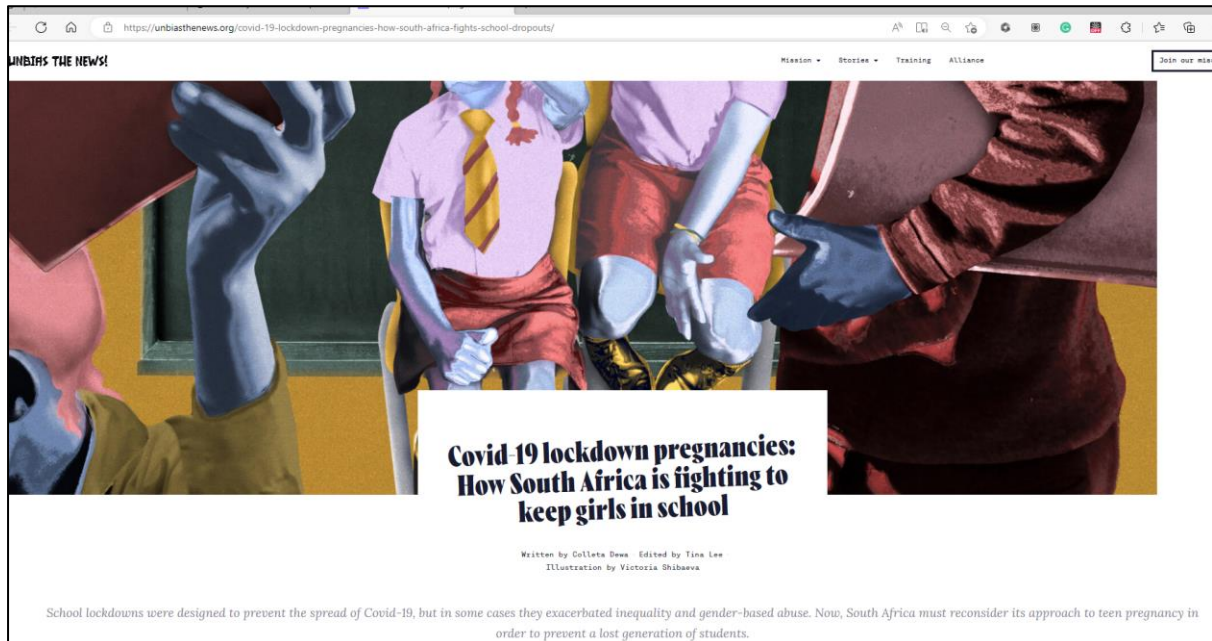 https://unbiasthenews.org/covid-19-lockdown-pregnancies-how-south-africa-fights-school-dropouts/
UNBIAS THE NEWS!
Mission Stories Training Alliance
Join our miss
Covid-19 lockdown pregnancies:
How South Africa is fighting to
keep girls in school
Written by Colleta Dewa Edited by Tina Lee
Illustration by Victoria Shibaeva
School lockdowns were designed to prevent the spread of Covid-19, but in some cases they exacerbated inequality and gender-based abuse. Now, South Africa must reconsider its approach to teen pregnancy in
order to prevent a lost generation of students.